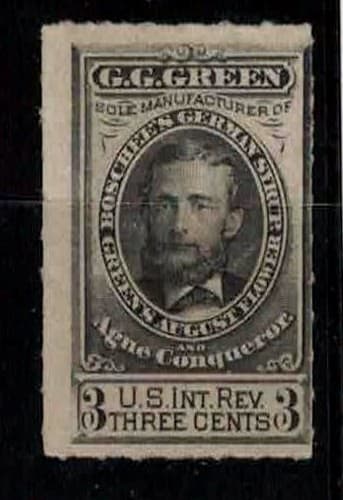 G.G.GREEN
SOLE MANUFACTURER OF
BOSCHEE'S GERMAN SYRUP.
GREEN'S AUGUST FLOWER
AND
Ague Conqueror.
3 U.S. INT. REV. 3
THREE CENTS